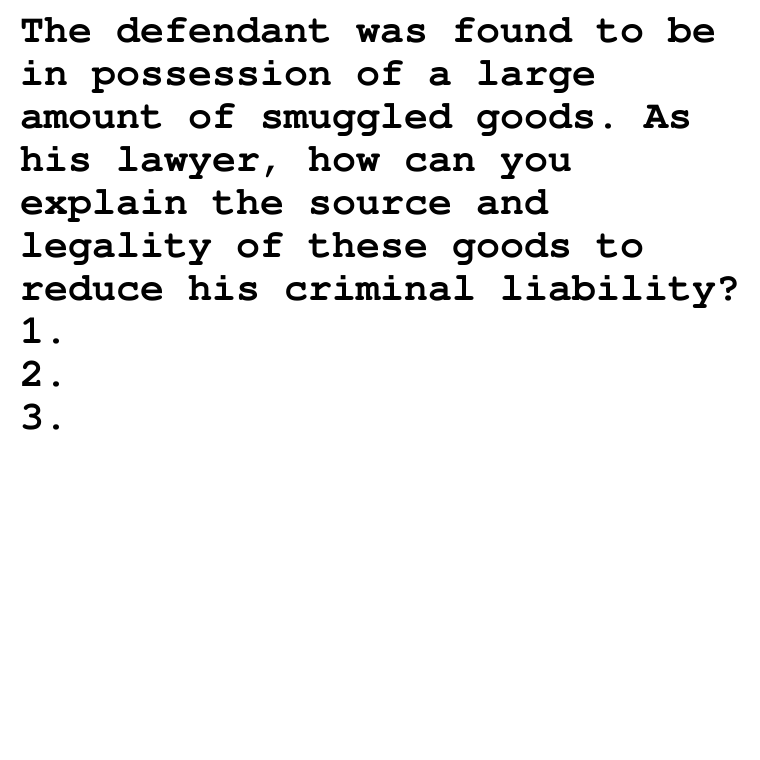 The defendant was found to be
in possession of a large
amount of smuggled goods. As
his lawyer, how can you
explain the source and
legality of these goods to
reduce his criminal liability?
1.
2.
3.